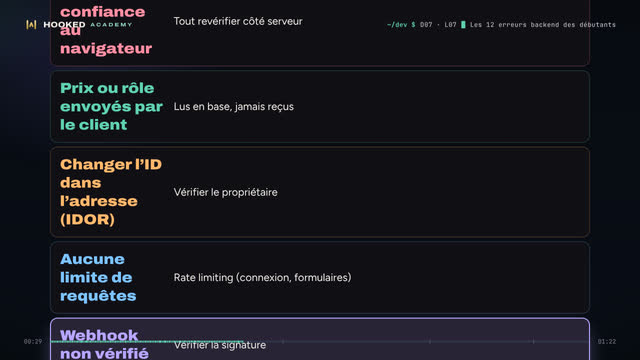 confiance
au
navigateur
Tout revérifier côté serveur
HOOKED ACADEMY
~/dev $ D07 · L07 Les 12 erreurs backend des débutants
Prix ou rôle
envoyés par
le client
Lus en base, jamais reçus
Changer l'ID
dans
l'adresse
(IDOR)
Vérifier le propriétaire
Aucune
limite de
requêtes
Rate limiting (connexion, formulaires)
Webhook
non vérifié
Vérifier la signature
00:29
01:22